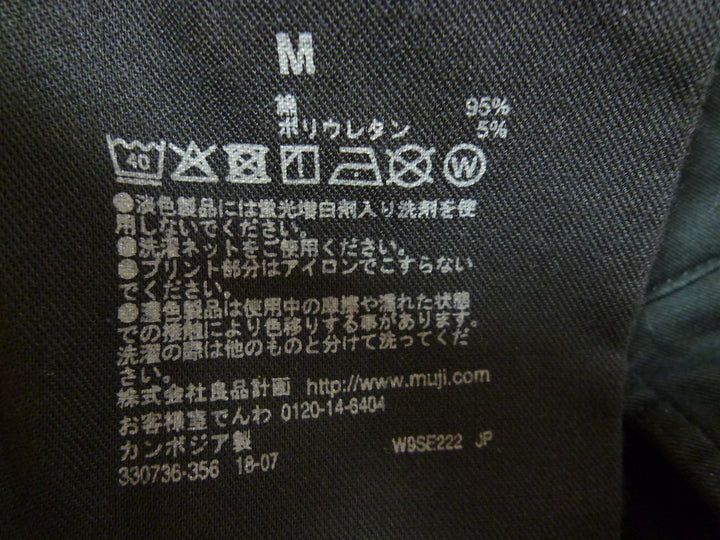 M
綿 95%
ポリウレタン 5%
40
W
●淡色製品には蛍光増白剤入り洗剤を使
用しないでください。
●洗濯ネットをご使用ください。
●プリント部分はアイロンでこすらない
でください。
●濃色製品は使用中の摩擦や濡れた状態
での接触により色移りする事があります。
洗濯の際は他のものと分けて洗ってくだ
さい。
株式会社良品計画 http://www.muji.com
お客様室でんわ 0120-14-6404
カンボジア製 W9SE222 JP
330736-356 18-07